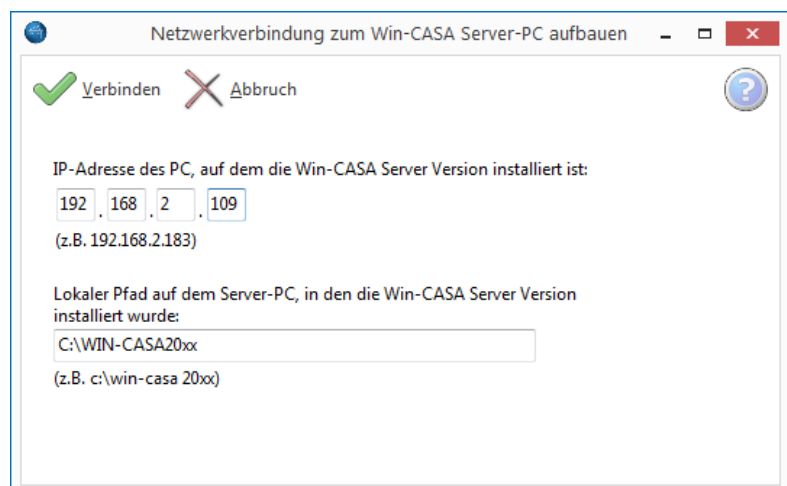 Netzwerkverbindung zum Win-CASA Server-PC aufbauen
Verbinden Abbruch
?
IP-Adresse des PC, auf dem die Win-CASA Server Version installiert ist:
192 . 168 . 2 . 109
(z.B. 192.168.2.183)
Lokaler Pfad auf dem Server-PC, in den die Win-CASA Server Version
installiert wurde:
C:\WIN-CASA20xx
(z.B. c:\win-casa 20xx)